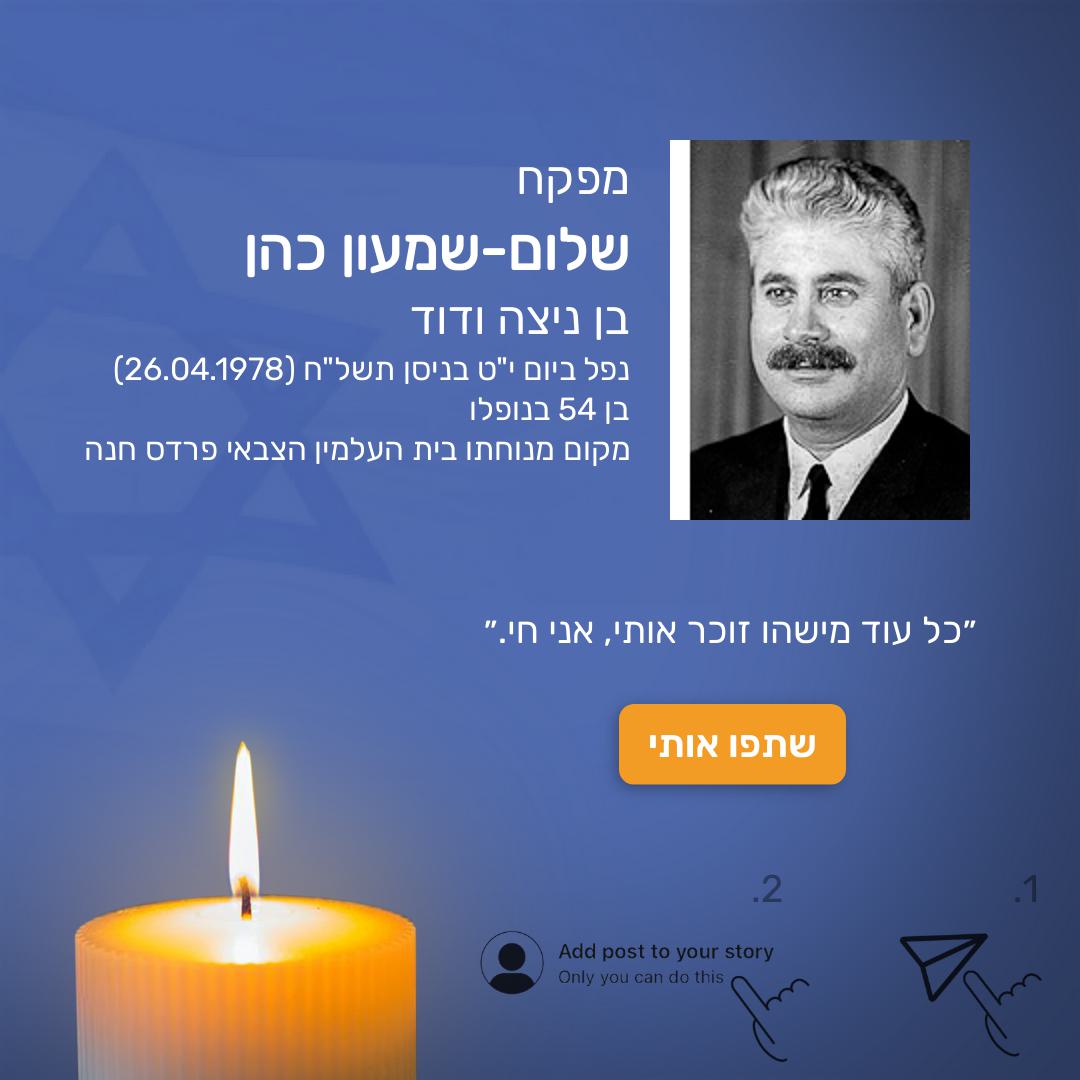 מפקח
שלום-שמעון כהן
בן ניצה ודוד
נפל ביום י"ט בניסן תשל"ח (26.04.1978)
בן 54 בנופלו
מקום מנוחתו בית העלמין הצבאי פרדס חנה
״כל עוד מישהו זוכר אותי, אני חי.״
שתפו אותי
1.
2.
Add post to your story
Only you can do this